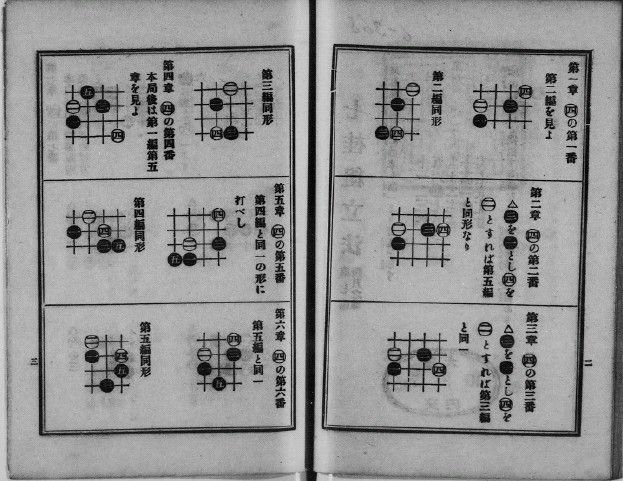 第一章 四の第一番
第二編を見よ
第二編同形
第二章 四の第二番
△三を一とし四を
二とすれば第五編
と同形なり
第三章 四の第三番
△三を一とし四を
二とすれば第三編
と同一
二
第三編同形
第四章 四の第四番
本局後は第一編第五
章を見よ
第五章 四の第五番
第四編と同一の形に
打べし
第四編同形
第六章 四の第六番
第五編と同一
第五編同形
三